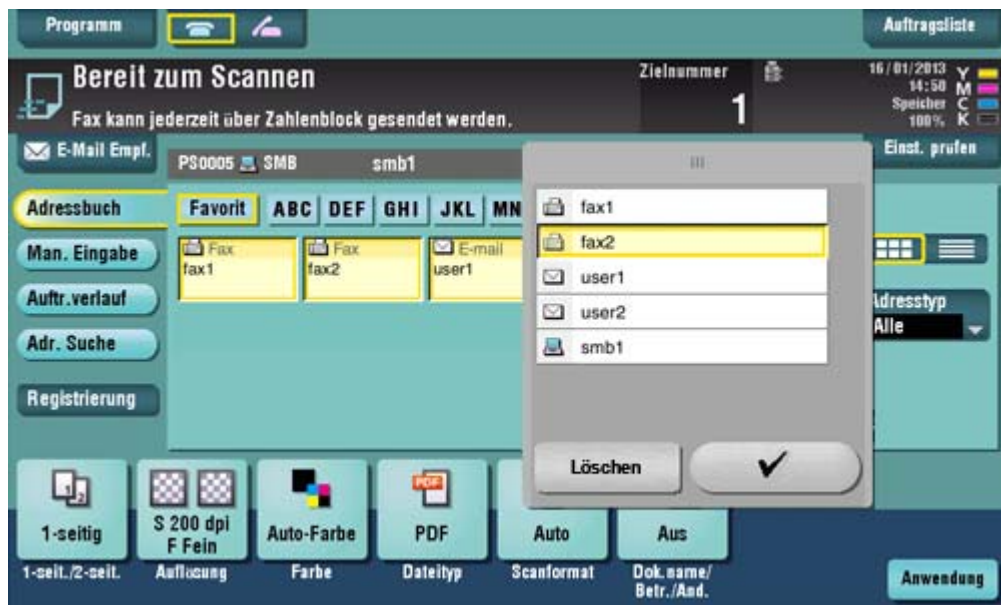 Programm
Auftragsliste
Bereit zum Scannen
Zielnummer
1
16/01/2013
14:50
Speicher
100%
Y
M
C
K
Fax kann jederzeit über Zahlenblock gesendet werden.
E-Mail Empf.
PS0005 SMB smb1
Einst. prüfen
Adressbuch
Favorit ABC DEF GHI JKL MN
Man. Eingabe
Auftr.verlauf
Adr. Suche
Registrierung
Fax
fax1
Fax
fax2
E-mail
user1
fax1
fax2
user1
user2
smb1
Löschen
Adresstyp
Alle
1-seitig
S 200 dpi
F Fein
Auto-Farbe
PDF
PDF
Auto
Aus
1-seit./2-seit.
Auflösung
Farbe
Dateityp
Scanformat
Dok.name/
Betr./And.
Anwendung